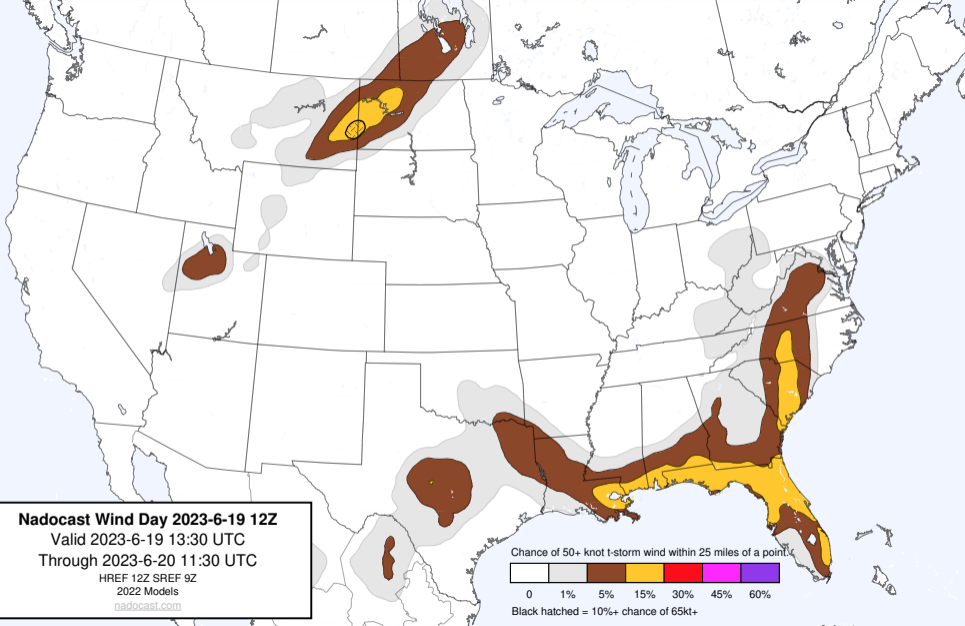 Nadocast Wind Day 2023-6-19 12Z
Valid 2023-6-19 13:30 UTC
Through 2023-6-20 11:30 UTC
HREF 12Z SREF 9Z
2022 Models
nadocast.com
Chance of 50+ knot t-storm wind within 25 miles of a point.
0 1% 5% 15% 30% 45% 60%
Black hatched = 10%+ chance of 65kt+